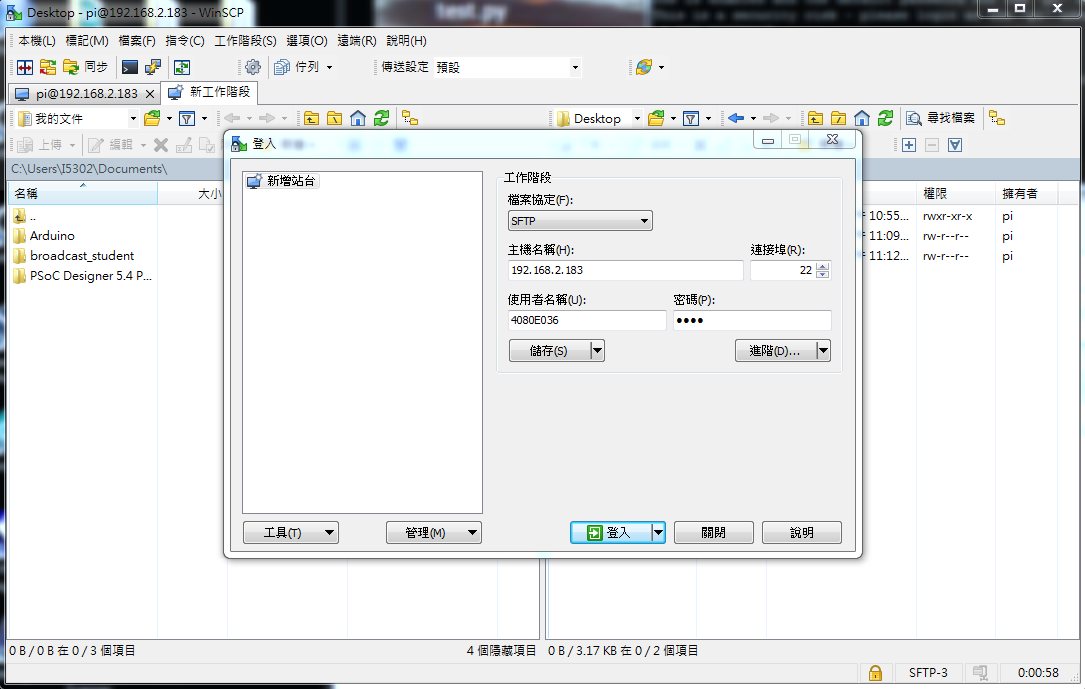 test.py
Desktop - pi@192.168.2.183 - WinSCP
本機(L) 標記(M) 檔案(F) 指令(C) 工作階段(S) 選項(O) 遠端(R) 說明(H)
同步 佇列 傳送設定 預設
pi@192.168.2.183 新工作階段
我的文件 Desktop 尋找檔案
上傳 編輯
C:\Users\I5302\Documents\
名稱 大小 權限 擁有者
..
Arduino
broadcast_student
PSoC Designer 5.4 P...
10:55... rwxr-xr-x pi
11:09... rw-r--r-- pi
11:12... rw-r--r-- pi
登入
新增站台
工作階段
檔案協定(F):
SFTP
主機名稱(H): 連接埠(R):
192.168.2.183 22
使用者名稱(U): 密碼(P):
4080E036 ●●●●
儲存(S) 進階(D)...
工具(T) 管理(M) 登入 關閉 說明
0 B / 0 B 在 0 / 3 個項目 4 個隱藏項目 0 B / 3.17 KB 在 0 / 2 個項目
SFTP-3 0:00:58